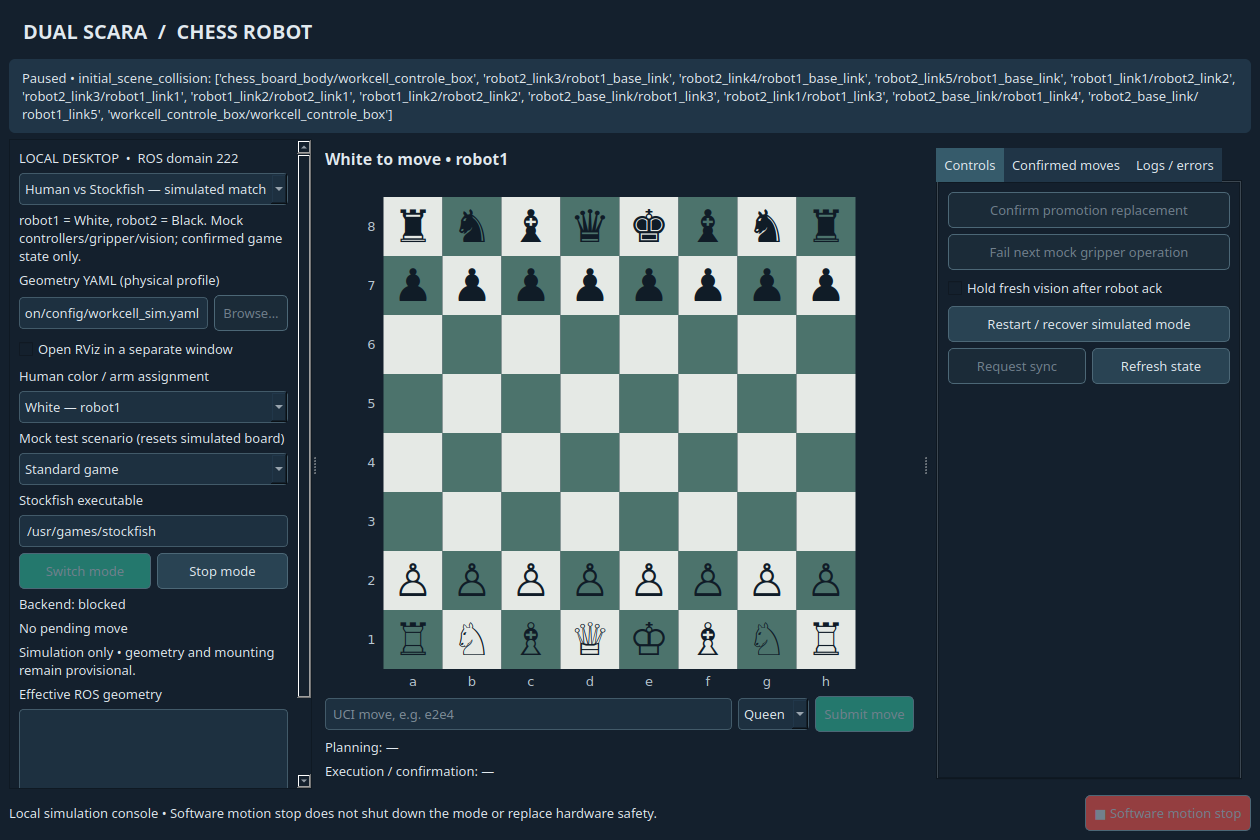 DUAL SCARA / CHESS ROBOT
Paused • initial_scene_collision: ['chess_board_body/workcell_controle_box', 'robot2_link3/robot1_base_link', 'robot2_link4/robot1_base_link', 'robot2_link5/robot1_base_link', 'robot1_link1/robot2_link2',
'robot2_link3/robot1_link1', 'robot1_link2/robot2_link1', 'robot1_link2/robot2_link2', 'robot2_base_link/robot1_link3', 'robot2_link1/robot1_link3', 'robot2_base_link/robot1_link4', 'robot2_base_link/
robot1_link5', 'workcell_controle_box/workcell_controle_box']
LOCAL DESKTOP • ROS domain 222
Human vs Stockfish — simulated match
robot1 = White, robot2 = Black. Mock
controllers/gripper/vision; confirmed game
state only.
Geometry YAML (physical profile)
on/config/workcell_sim.yaml
Browse...
Open RViz in a separate window
Human color / arm assignment
White — robot1
Mock test scenario (resets simulated board)
Standard game
Stockfish executable
/usr/games/stockfish
Switch mode
Stop mode
Backend: blocked
No pending move
Simulation only • geometry and mounting
remain provisional.
Effective ROS geometry
White to move • robot1
8
7
6
5
4
3
2
1
a b c d e f g h
UCI move, e.g. e2e4
Queen
Submit move
Planning: —
Execution / confirmation: —
Controls
Confirmed moves
Logs / errors
Confirm promotion replacement
Fail next mock gripper operation
Hold fresh vision after robot ack
Restart / recover simulated mode
Request sync
Refresh state
Local simulation console • Software motion stop does not shut down the mode or replace hardware safety.
■ Software motion stop